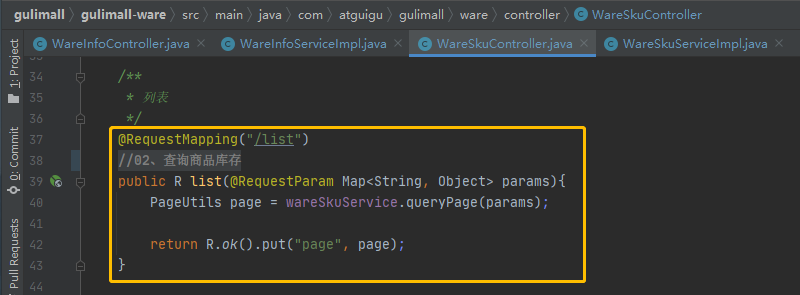 gulimall gulimall-ware src main java com atguigu gulimall ware controller WareSkuController
WareInfoController.java WareInfoServiceImpl.java WareSkuController.java WareSkuServiceImpl.java
1: Project
0: Commit
Pull Requests
34 /**
35 * 列表
36 */
37 @RequestMapping("/list")
38 //02、查询商品库存
39 public R list(@RequestParam Map<String, Object> params){
40 PageUtils page = wareSkuService.queryPage(params);
41
42 return R.ok().put("page", page);
43 }
44